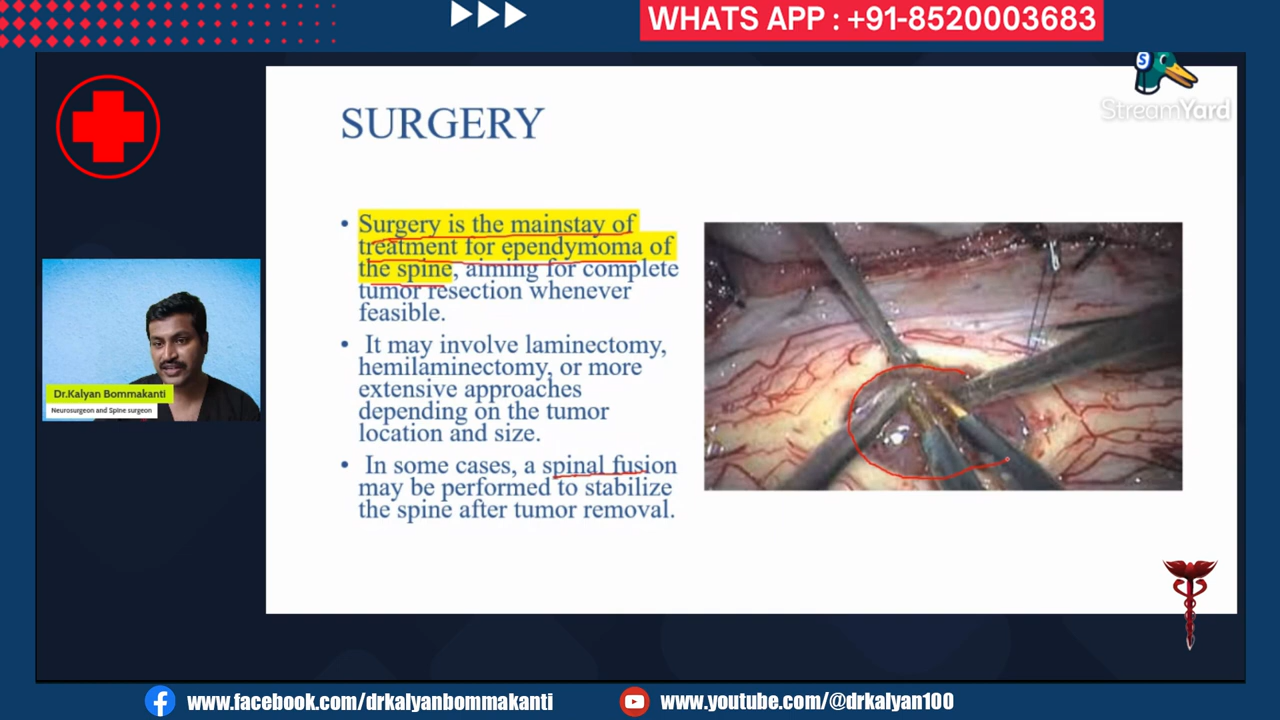 WHATS APP : +91-8520003683
S
StreamYard
SURGERY
• Surgery is the mainstay of
treatment for ependymoma of
the spine, aiming for complete
tumor resection whenever
feasible.
• It may involve laminectomy,
hemilaminectomy, or more
extensive approaches
depending on the tumor
location and size.
• In some cases, a spinal fusion
may be performed to stabilize
the spine after tumor removal.
Dr.Kalyan Bommakanti
Neurosurgeon and Spine surgeon
www.facebook.com/drkalyanbommakanti
www.youtube.com/@drkalyan100